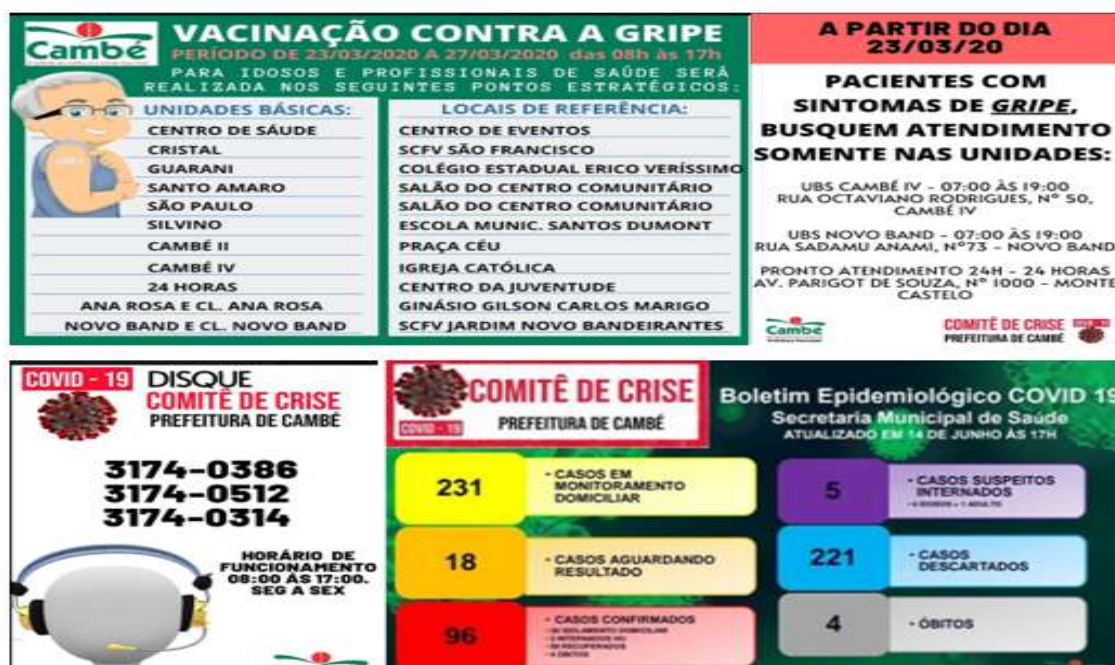 Cambé
VACINAÇÃO CONTRA A GRIPE
PERÍODO DE 23/03/2020 A 27/03/2020 das 08h às 17h
PARA IDOSOS E PROFISSIONAIS DE SAÚDE SERÁ
REALIZADA NOS SEGUINTES PONTOS ESTRATÉGICOS:
UNIDADES BÁSICAS:
CENTRO DE SÁUDE
CRISTAL
GUARANI
SANTO AMARO
SÃO PAULO
SILVINO
CAMBÉ II
CAMBÉ IV
24 HORAS
ANA ROSA E CL. ANA ROSA
NOVO BAND E CL. NOVO BAND
LOCAIS DE REFERÊNCIA:
CENTRO DE EVENTOS
SCFV SÃO FRANCISCO
COLÉGIO ESTADUAL ERICO VERÍSSIMO
SALÃO DO CENTRO COMUNITÁRIO
SALÃO DO CENTRO COMUNITÁRIO
ESCOLA MUNIC. SANTOS DUMONT
PRAÇA CÉU
IGREJA CATÓLICA
CENTRO DA JUVENTUDE
GINÁSIO GILSON CARLOS MARIGO
SCFV JARDIM NOVO BANDEIRANTES
A PARTIR DO DIA
23/03/20
PACIENTES COM
SINTOMAS DE GRIPE,
BUSQUEM ATENDIMENTO
SOMENTE NAS UNIDADES:
UBS CAMBÉ IV - 07:00 ÀS 19:00
RUA OCTAVIANO RODRIGUES, Nº 50,
CAMBÉ IV
UBS NOVO BAND - 07:00 ÀS 19:00
RUA SADAMU ANAMI, Nº73 - NOVO BAND
PRONTO ATENDIMENTO 24H - 24 HORAS
AV. PARIGOT DE SOUZA, Nº 1000 - MONTE
CASTELO
Cambé
COMITÊ DE CRISE
PREFEITURA DE CAMBÉ
COVID - 19
DISQUE
COMITÊ DE CRISE
PREFEITURA DE CAMBÉ
3174-0386
3174-0512
3174-0314
HORÁRIO DE
FUNCIONAMENTO
08:00 ÀS 17:00.
SEG A SEX
COMITÊ DE CRISE
PREFEITURA DE CAMBÉ
COVID - 19
Boletim Epidemiológico COVID 19
Secretaria Municipal de Saúde
ATUALIZADO EM 14 DE JUNHO ÀS 17H
231
• CASOS EM
MONITORAMENTO
DOMICILIAR
18
• CASOS AGUARDANDO
RESULTADO
96
• CASOS CONFIRMADOS
5
• CASOS SUSPEITOS
INTERNADOS
221
• CASOS
DESCARTADOS
4
• ÓBITOS